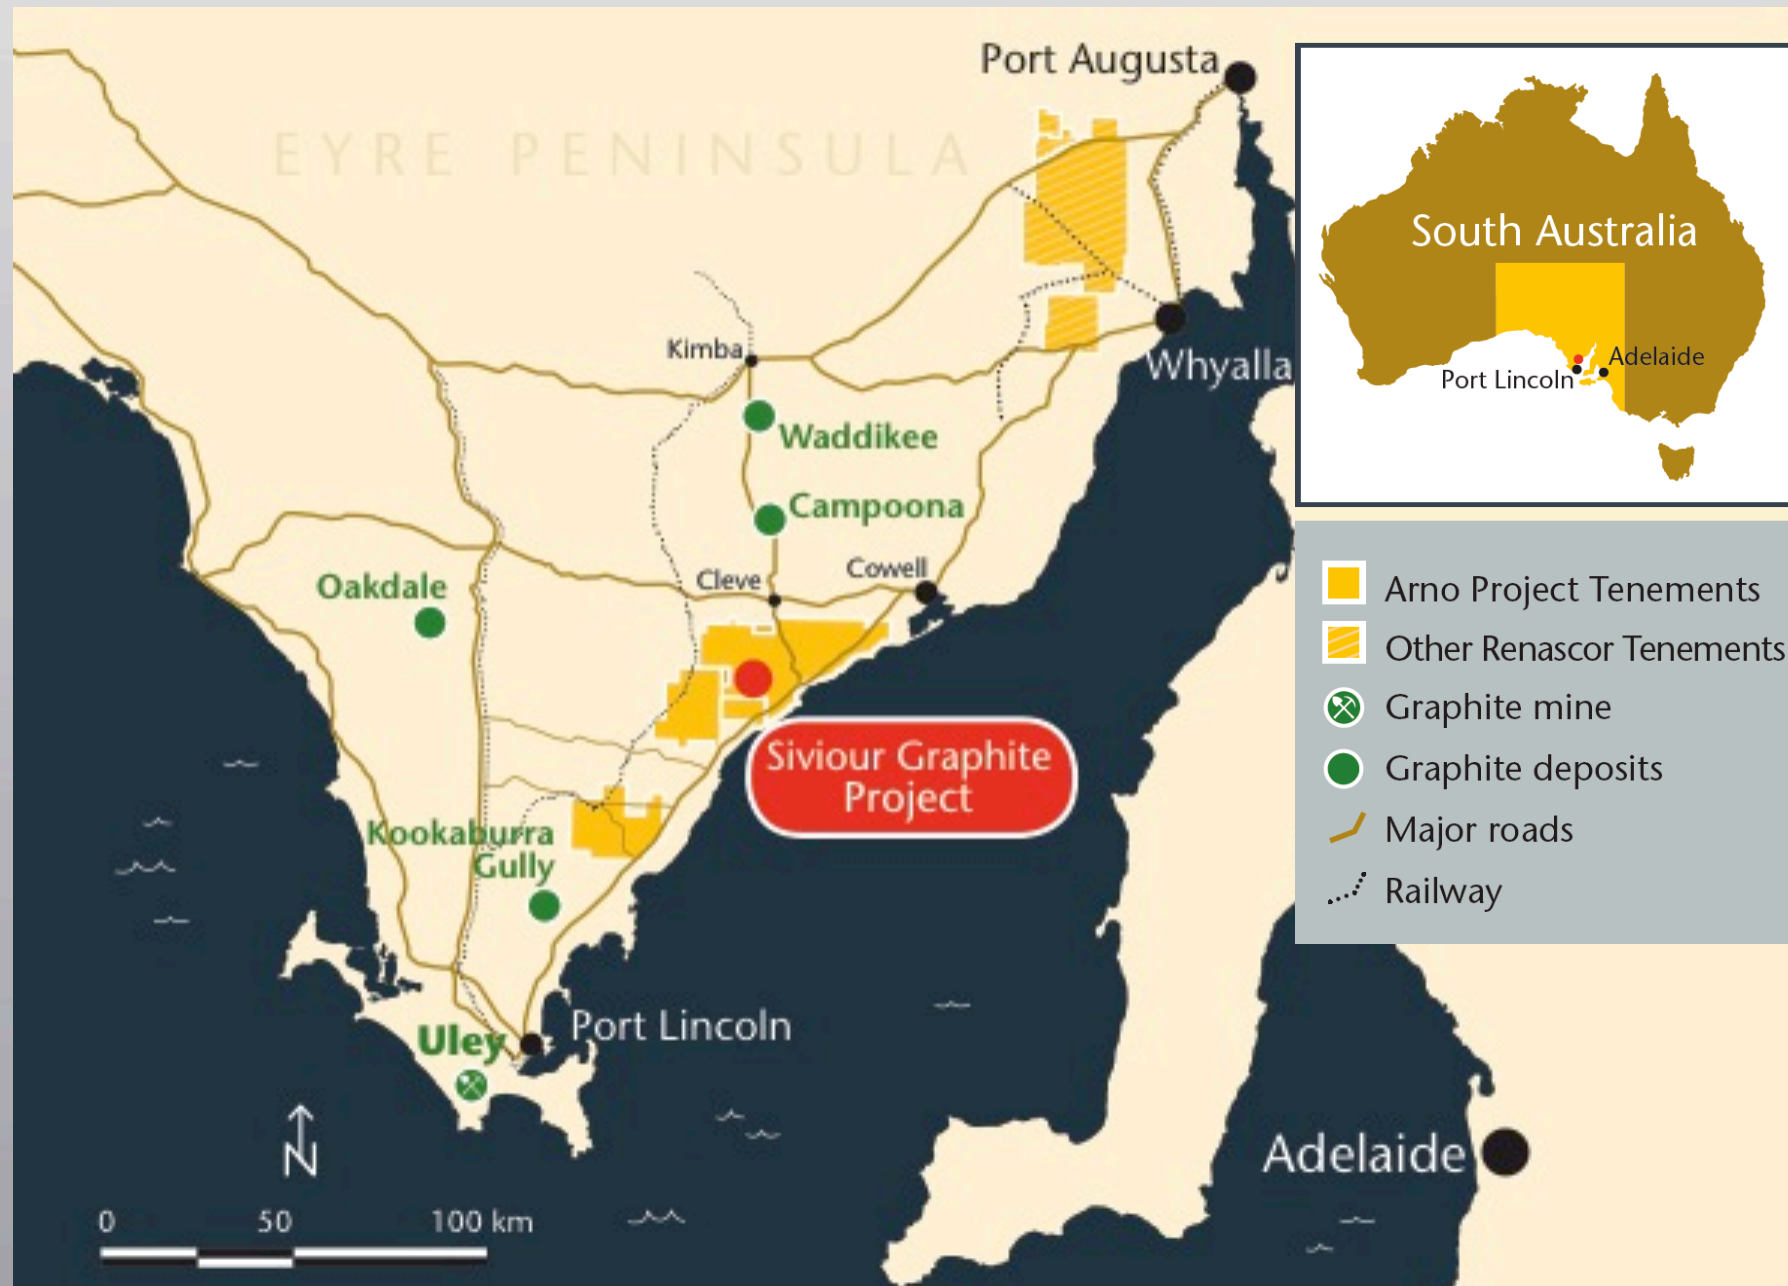 Port Augusta
EYRE PENINSULA
South Australia
Kimba
Whyalla
Adelaide
Port Lincoln
Waddikee
Campoona
Cleve
Cowell
Oakdale
Arno Project Tenements
Other Renascor Tenements
Graphite mine
Graphite deposits
Major roads
Railway
Siviour Graphite
Project
Kookaburra
Gully
Uley
Port Lincoln
N
Adelaide
0 50 100 km